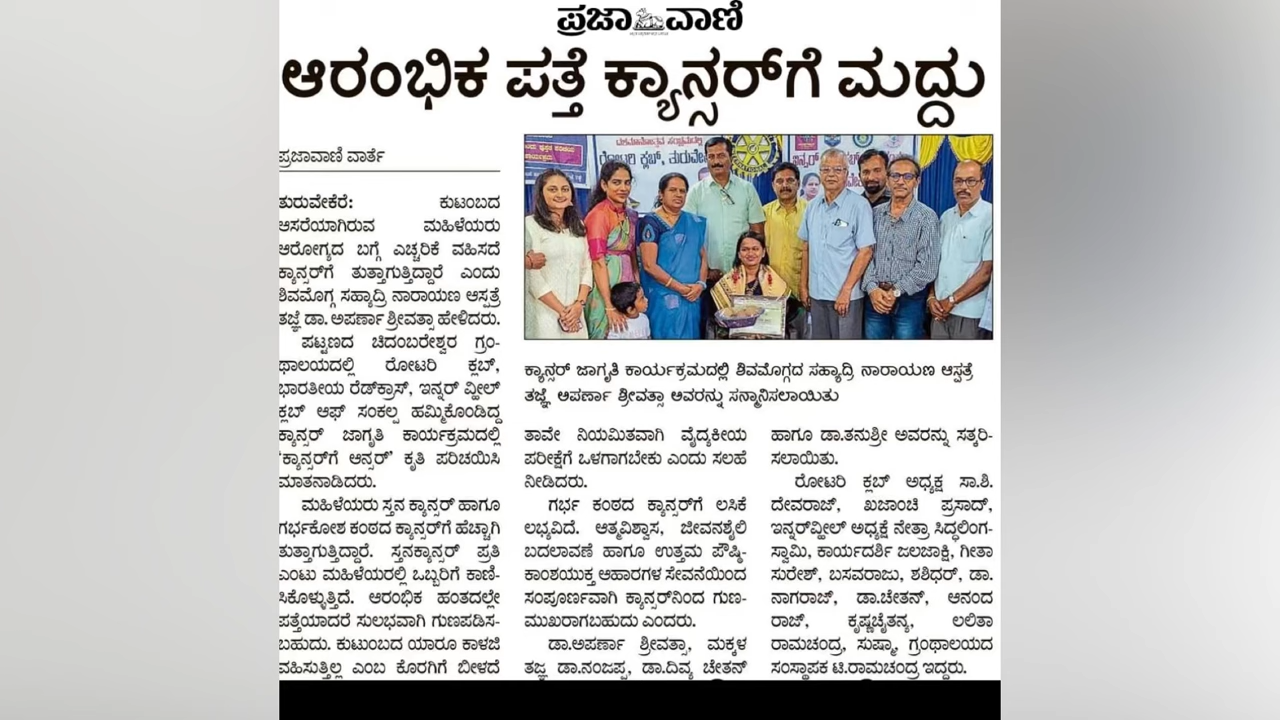 ಪ್ರಜಾವಾಣಿ
ಆರಂಭಿಕ ಪತ್ತೆ ಕ್ಯಾನ್ಸರ್‌ಗೆ ಮದ್ದು
ಪ್ರಜಾವಾಣಿ ವಾರ್ತೆ
ತುರುವೇಕೆರೆ: ಕುಟಂಬದ
ಆಸರೆಯಾಗಿರುವ ಮಹಿಳೆಯರು
ಆರೋಗ್ಯದ ಬಗ್ಗೆ ಎಚ್ಚರಿಕೆ ವಹಿಸದೆ
ಕ್ಯಾನ್ಸರ್‌ಗೆ ತುತ್ತಾಗುತ್ತಿದ್ದಾರೆ ಎಂದು
ಶಿವಮೊಗ್ಗ ಸಹ್ಯಾದ್ರಿ ನಾರಾಯಣ ಆಸ್ಪತ್ರೆ
ತಜ್ಞೆ ಡಾ. ಅಪರ್ಣಾ ಶ್ರೀವತ್ಸಾ ಹೇಳಿದರು.
ಪಟ್ಟಣದ ಚಿದಂಬರೇಶ್ವರ ಗ್ರಂ-
ಥಾಲಯದಲ್ಲಿ ರೋಟರಿ ಕ್ಲಬ್,
ಭಾರತೀಯ ರೆಡ್‌ಕ್ರಾಸ್, ಇನ್ನರ್ ವ್ಹೀಲ್
ಕ್ಲಬ್ ಆಫ್ ಸಂಕಲ್ಪ ಹಮ್ಮಿಕೊಂಡಿದ್ದ
ಕ್ಯಾನ್ಸರ್ ಜಾಗೃತಿ ಕಾರ್ಯಕ್ರಮದಲ್ಲಿ
‘ಕ್ಯಾನ್ಸರ್‌ಗೆ ಆನ್ಸರ್’ ಕೃತಿ ಪರಿಚಯಿಸಿ
ಮಾತನಾಡಿದರು.
ಮಹಿಳೆಯರು ಸ್ತನ ಕ್ಯಾನ್ಸರ್ ಹಾಗೂ
ಗರ್ಭಕೋಶ ಕಂಠದ ಕ್ಯಾನ್ಸರ್‌ಗೆ ಹೆಚ್ಚಾಗಿ
ತುತ್ತಾಗುತ್ತಿದ್ದಾರೆ. ಸ್ತನಕ್ಯಾನ್ಸರ್ ಪ್ರತಿ
ಎಂಟು ಮಹಿಳೆಯರಲ್ಲಿ ಒಬ್ಬರಿಗೆ ಕಾಣಿ-
ಸಿಕೊಳ್ಳುತ್ತಿದೆ. ಆರಂಭಿಕ ಹಂತದಲ್ಲೇ
ಪತ್ತೆಯಾದರೆ ಸುಲಭವಾಗಿ ಗುಣಪಡಿಸ-
ಬಹುದು. ಕುಟಂಬದ ಯಾರೂ ಕಾಳಜಿ
ವಹಿಸುತ್ತಿಲ್ಲ ಎಂಬ ಕೊರಗಿಗೆ ಬೀಳದೆ
ರೋಟರಿ ಕ್ಲಬ್, ತುರುವೇ
ಕ್ಯಾನ್ಸರ್ ಜಾಗೃತಿ ಕಾರ್ಯಕ್ರಮದಲ್ಲಿ ಶಿವಮೊಗ್ಗದ ಸಹ್ಯಾದ್ರಿ ನಾರಾಯಣ ಆಸ್ಪತ್ರೆ
ತಜ್ಞೆ ಅಪರ್ಣಾ ಶ್ರೀವತ್ಸಾ ಅವರನ್ನು ಸನ್ಮಾನಿಸಲಾಯಿತು
ತಾವೇ ನಿಯಮಿತವಾಗಿ ವೈದ್ಯಕೀಯ
ಪರೀಕ್ಷೆಗೆ ಒಳಗಾಗಬೇಕು ಎಂದು ಸಲಹೆ
ನೀಡಿದರು.
ಗರ್ಭ ಕಂಠದ ಕ್ಯಾನ್ಸರ್‌ಗೆ ಲಸಿಕೆ
ಲಭ್ಯವಿದೆ. ಆತ್ಮವಿಶ್ವಾಸ, ಜೀವನಶೈಲಿ
ಬದಲಾವಣೆ ಹಾಗೂ ಉತ್ತಮ ಪೌಷ್ಠಿ-
ಕಾಂಶಯುಕ್ತ ಆಹಾರಗಳ ಸೇವನೆಯಿಂದ
ಸಂಪೂರ್ಣವಾಗಿ ಕ್ಯಾನ್ಸರ್‌ನಿಂದ ಗುಣ-
ಮುಖರಾಗಬಹುದು ಎಂದರು.
ಡಾ.ಅಪರ್ಣಾ ಶ್ರೀವತ್ಸಾ, ಮಕ್ಕಳ
ತಜ್ಞ ಡಾ.ನಂಜಪ್ಪ, ಡಾ.ದಿವ್ಯ ಚೇತನ್
ಹಾಗೂ ಡಾ.ತನುಶ್ರೀ ಅವರನ್ನು ಸತ್ಕರಿ-
ಸಲಾಯಿತು.
ರೋಟರಿ ಕ್ಲಬ್ ಅಧ್ಯಕ್ಷ ಸಾ.ಶಿ.
ದೇವರಾಜ್, ಖಜಾಂಚಿ ಪ್ರಸಾದ್,
ಇನ್ನರ್‌ವ್ಹೀಲ್ ಅಧ್ಯಕ್ಷೆ ನೇತ್ರಾ ಸಿದ್ಧಲಿಂಗ-
ಸ್ವಾಮಿ, ಕಾರ್ಯದರ್ಶಿ ಜಲಜಾಕ್ಷಿ, ಗೀತಾ
ಸುರೇಶ್, ಬಸವರಾಜು, ಶಶಿಧರ್, ಡಾ.
ನಾಗರಾಜ್, ಡಾ.ಚೇತನ್, ಆನಂದ
ರಾಜ್, ಕೃಷ್ಣಚೈತನ್ಯ, ಲಲಿತಾ
ರಾಮಚಂದ್ರ, ಸುಷ್ಮಾ, ಗ್ರಂಥಾಲಯದ
ಸಂಸ್ಥಾಪಕ ಟಿ.ರಾಮಚಂದ್ರ ಇದ್ದರು.